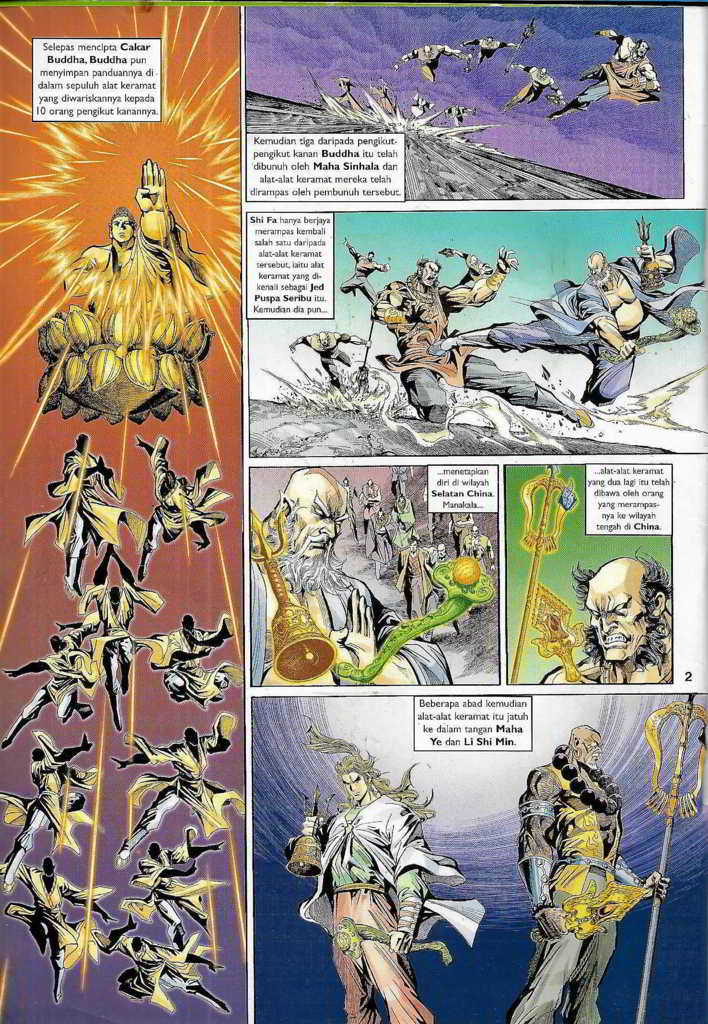 Selepas mencipta Cakar
Buddha, Buddha pun
menyimpan panduannya di
dalam sepuluh alat keramat
yang diwariskannya kepada
10 orang pengikut kanannya.
Kemudian tiga daripada pengikut-
pengikut kanan Buddha itu telah
dibunuh oleh Maha Sinhala dan
alat-alat keramat mereka telah
dirampas oleh pembunuh tersebut.
Shi Fa hanya berjaya
merampas kembali
salah satu daripada
alat-alat keramat
tersebut, iaitu alat
keramat yang di-
kenali sebagai Jed
Puspa Seribu itu.
Kemudian dia pun...
...menetapkan
diri di wilayah
Selatan China.
Manakala...
...alat-alat keramat
yang dua lagi itu telah
dibawa oleh orang
yang merampas-
nya ke wilayah
tengah di China.
2
Beberapa abad kemudian
alat-alat keramat itu jatuh
ke dalam tangan Maha
Ye dan Li Shi Min.